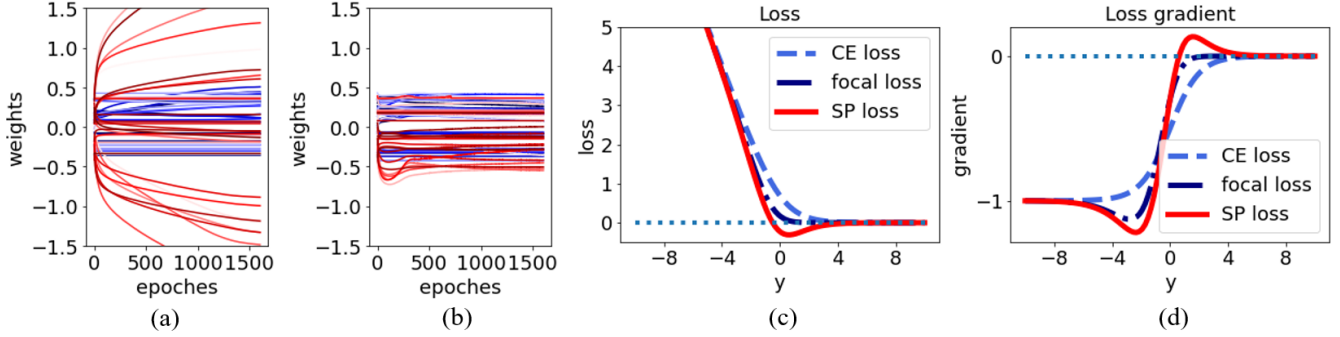 1.5
1.0
0.5
0.0
−0.5
−1.0
−1.5
weights
0 500 1000 1500
epoches
(a)
1.5
1.0
0.5
0.0
−0.5
−1.0
−1.5
weights
0 500 1000 1500
epoches
(b)
Loss
5
4
3
2
1
0
loss
CE loss
focal loss
SP loss
−8 −4 0 4 8
y
(c)
Loss gradient
0
−1
gradient
CE loss
focal loss
SP loss
−8 −4 0 4 8
y
(d)